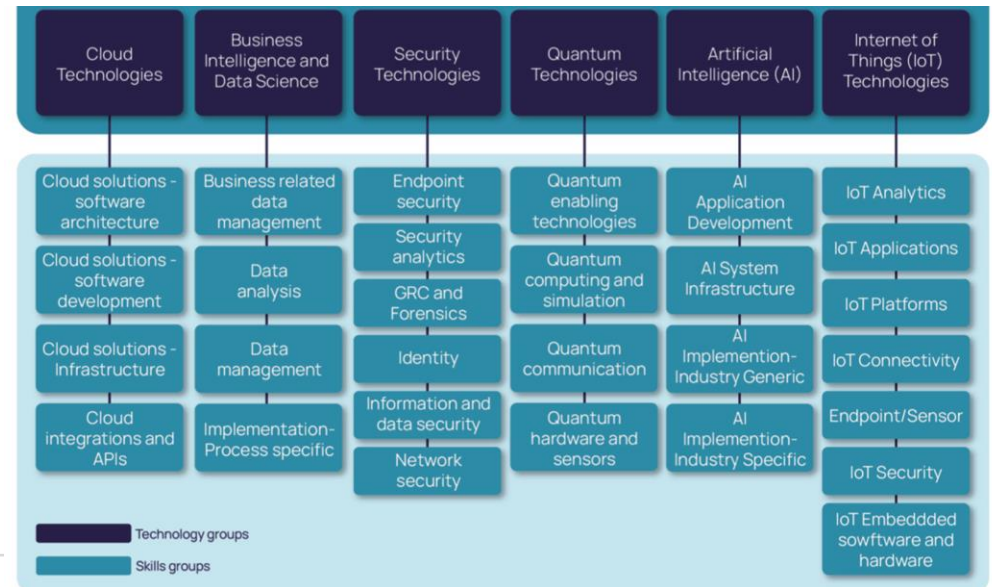 Cloud
Technologies
Business
Intelligence and
Data Science
Security
Technologies
Quantum
Technologies
Artificial
Intelligence (AI)
Internet of
Things (IoT)
Technologies
Cloud solutions -
software
architecture
Cloud solutions -
software
development
Cloud solutions -
Infrastructure
Cloud
integrations and
APIs
Business related
data
management
Data
analysis
Data
management
Implementation-
Process specific
Endpoint
security
Security
analytics
GRC and
Forensics
Identity
Information and
data security
Network
security
Quantum
enabling
technologies
Quantum
computing and
simulation
Quantum
communication
Quantum
hardware and
sensors
AI
Application
Development
AI System
Infrastructure
AI
Implemention-
Industry Generic
AI
Implemention-
Industry Specific
IoT Analytics
IoT Applications
IoT Platforms
IoT Connectivity
Endpoint/Sensor
IoT Security
IoT Embeddded
sowftware and
hardware
Technology groups
Skills groups